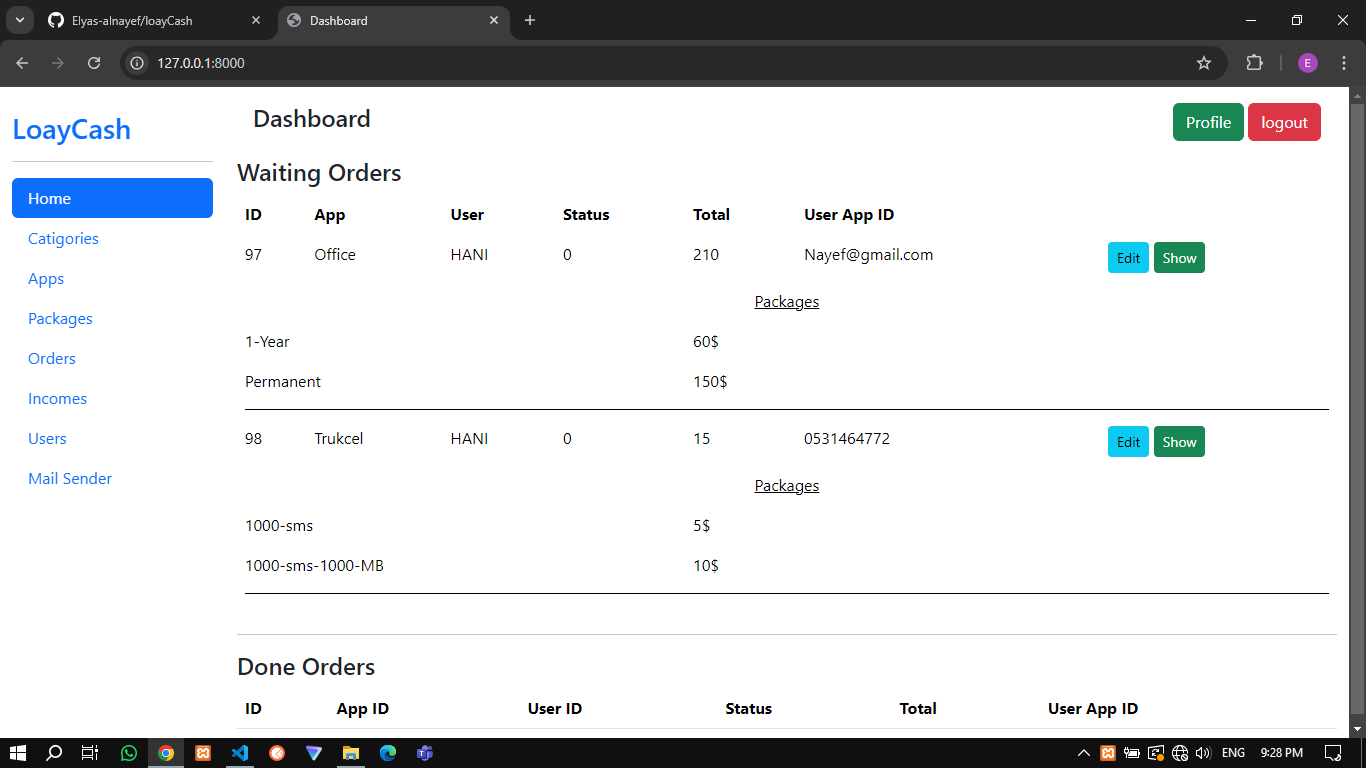 Elyas-alnayef/loayCash
Dashboard
127.0.0.1:8000
E
LoayCash
Dashboard
Profile
logout
Home
Catigories
Apps
Packages
Orders
Incomes
Users
Mail Sender
Waiting Orders
ID App User Status Total User App ID
97 Office HANI 0 210 Nayef@gmail.com Edit Show
Packages
1-Year 60$
Permanent 150$
98 Trukcel HANI 0 15 0531464772 Edit Show
Packages
1000-sms 5$
1000-sms-1000-MB 10$
Done Orders
ID App ID User ID Status Total User App ID
ENG 9:28 PM